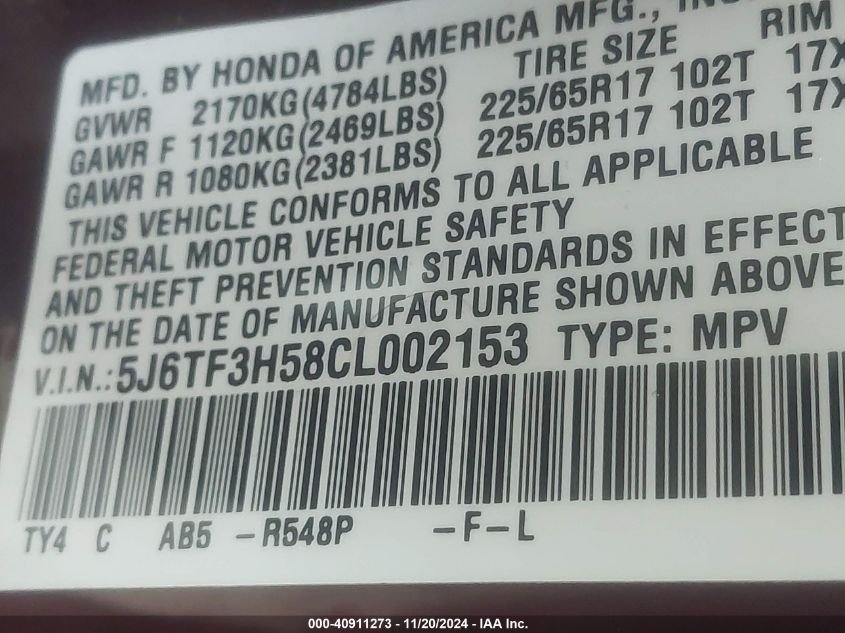 MFD. BY HONDA OF AMERICA MFG.,
TIRE SIZE RIM
GVWR 2170KG(4784LBS)
GAWR F 1120KG(2469LBS) 225/65R17 102T 17X
GAWR R 1080KG(2381LBS) 225/65R17 102T 17X
THIS VEHICLE CONFORMS TO ALL APPLICABLE
FEDERAL MOTOR VEHICLE SAFETY
AND THEFT PREVENTION STANDARDS IN EFFECT
ON THE DATE OF MANUFACTURE SHOWN ABOVE
V.I.N.:5J6TF3H58CL002153 TYPE: MPV
TY4 C AB5 -R548P -F-L
000-40911273 - 11/20/2024 - IAA Inc.